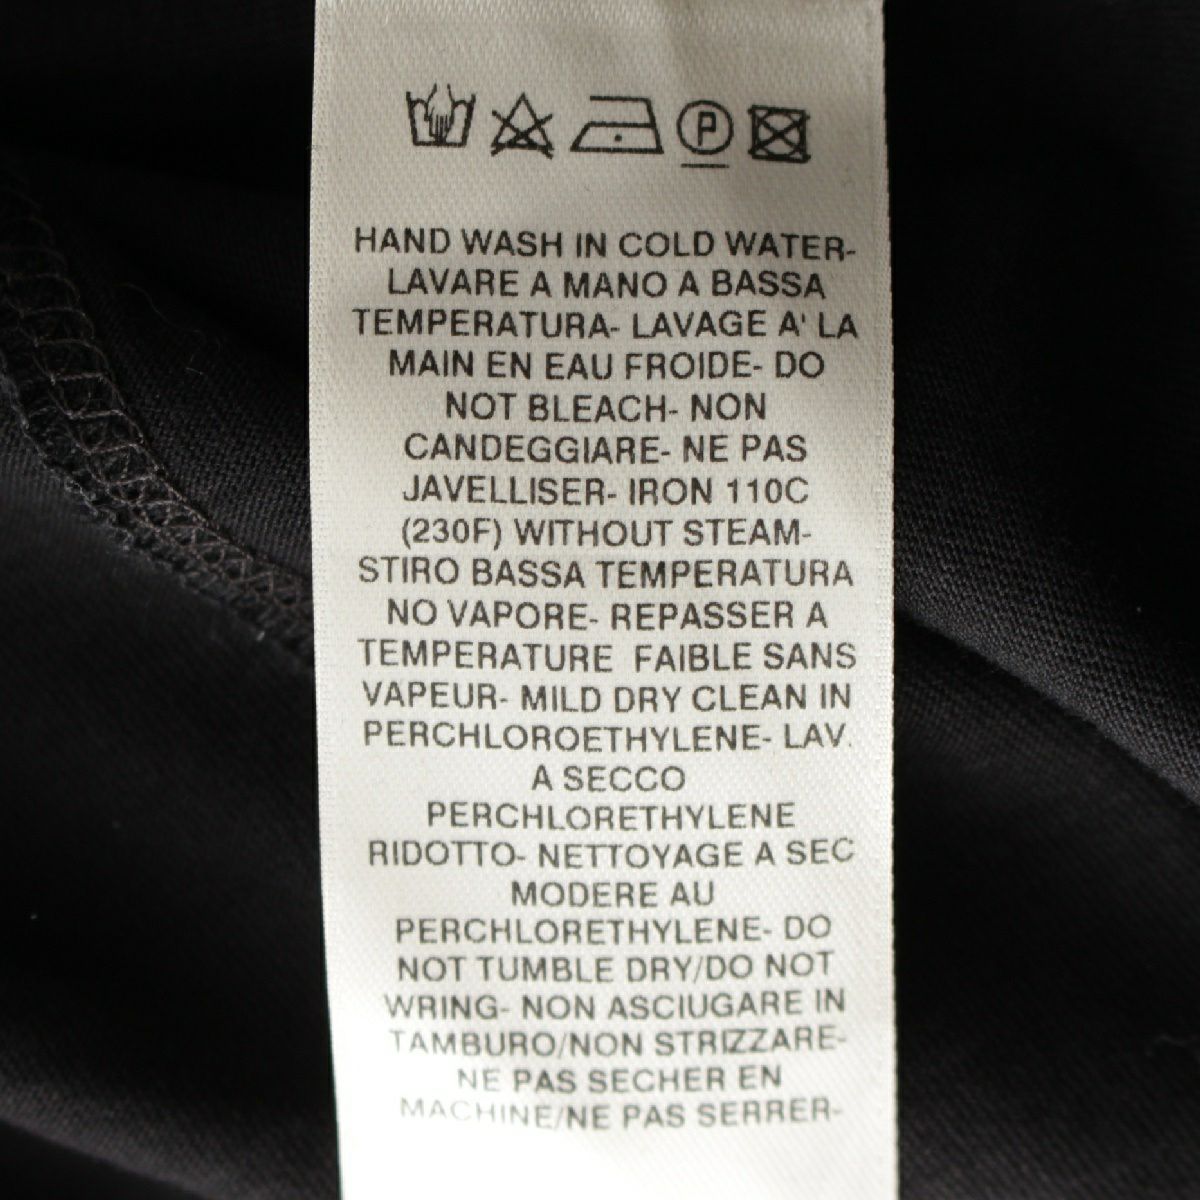 P
HAND WASH IN COLD WATER-
LAVARE A MANO A BASSA
TEMPERATURA- LAVAGE A' LA
MAIN EN EAU FROIDE- DO
NOT BLEACH- NON
CANDEGGIARE- NE PAS
JAVELLISER- IRON 110C
(230F) WITHOUT STEAM-
STIRO BASSA TEMPERATURA
NO VAPORE- REPASSER A
TEMPERATURE FAIBLE SANS
VAPEUR- MILD DRY CLEAN IN
PERCHLOROETHYLENE- LAV.
A SECCO
PERCHLORETHYLENE
RIDOTTO- NETTOYAGE A SEC
MODERE AU
PERCHLORETHYLENE- DO
NOT TUMBLE DRY/DO NOT
WRING- NON ASCIUGARE IN
TAMBURO/NON STRIZZARE-
NE PAS SECHER EN
MACHINE/NE PAS SERRER-